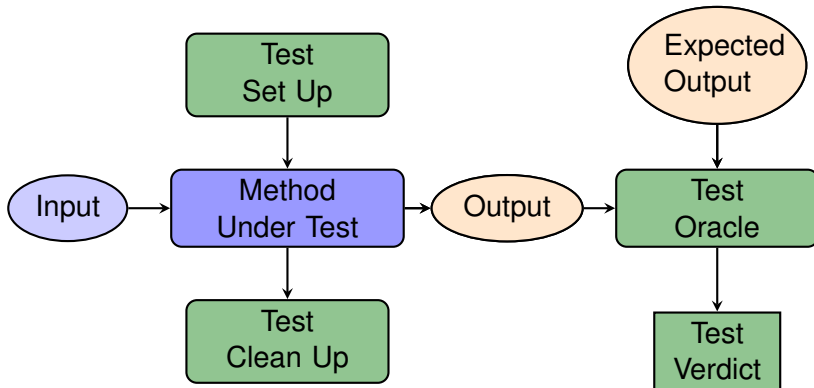 Test
Set Up
Expected
Output
Input
Method
Under Test
Output
Test
Oracle
Test
Clean Up
Test
Verdict